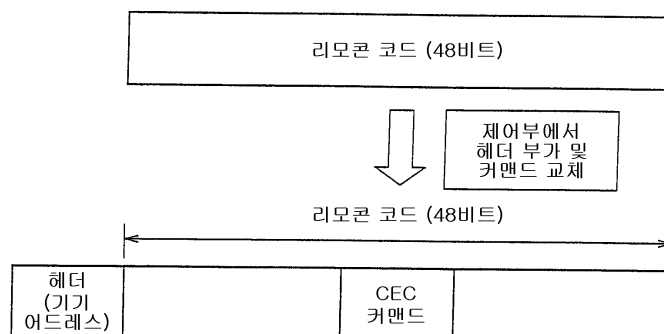 리모콘 코드 (48비트)
제어부에서
헤더 부가 및
커맨드 교체
리모콘 코드 (48비트)
헤더
(기기
어드레스)
CEC
커맨드